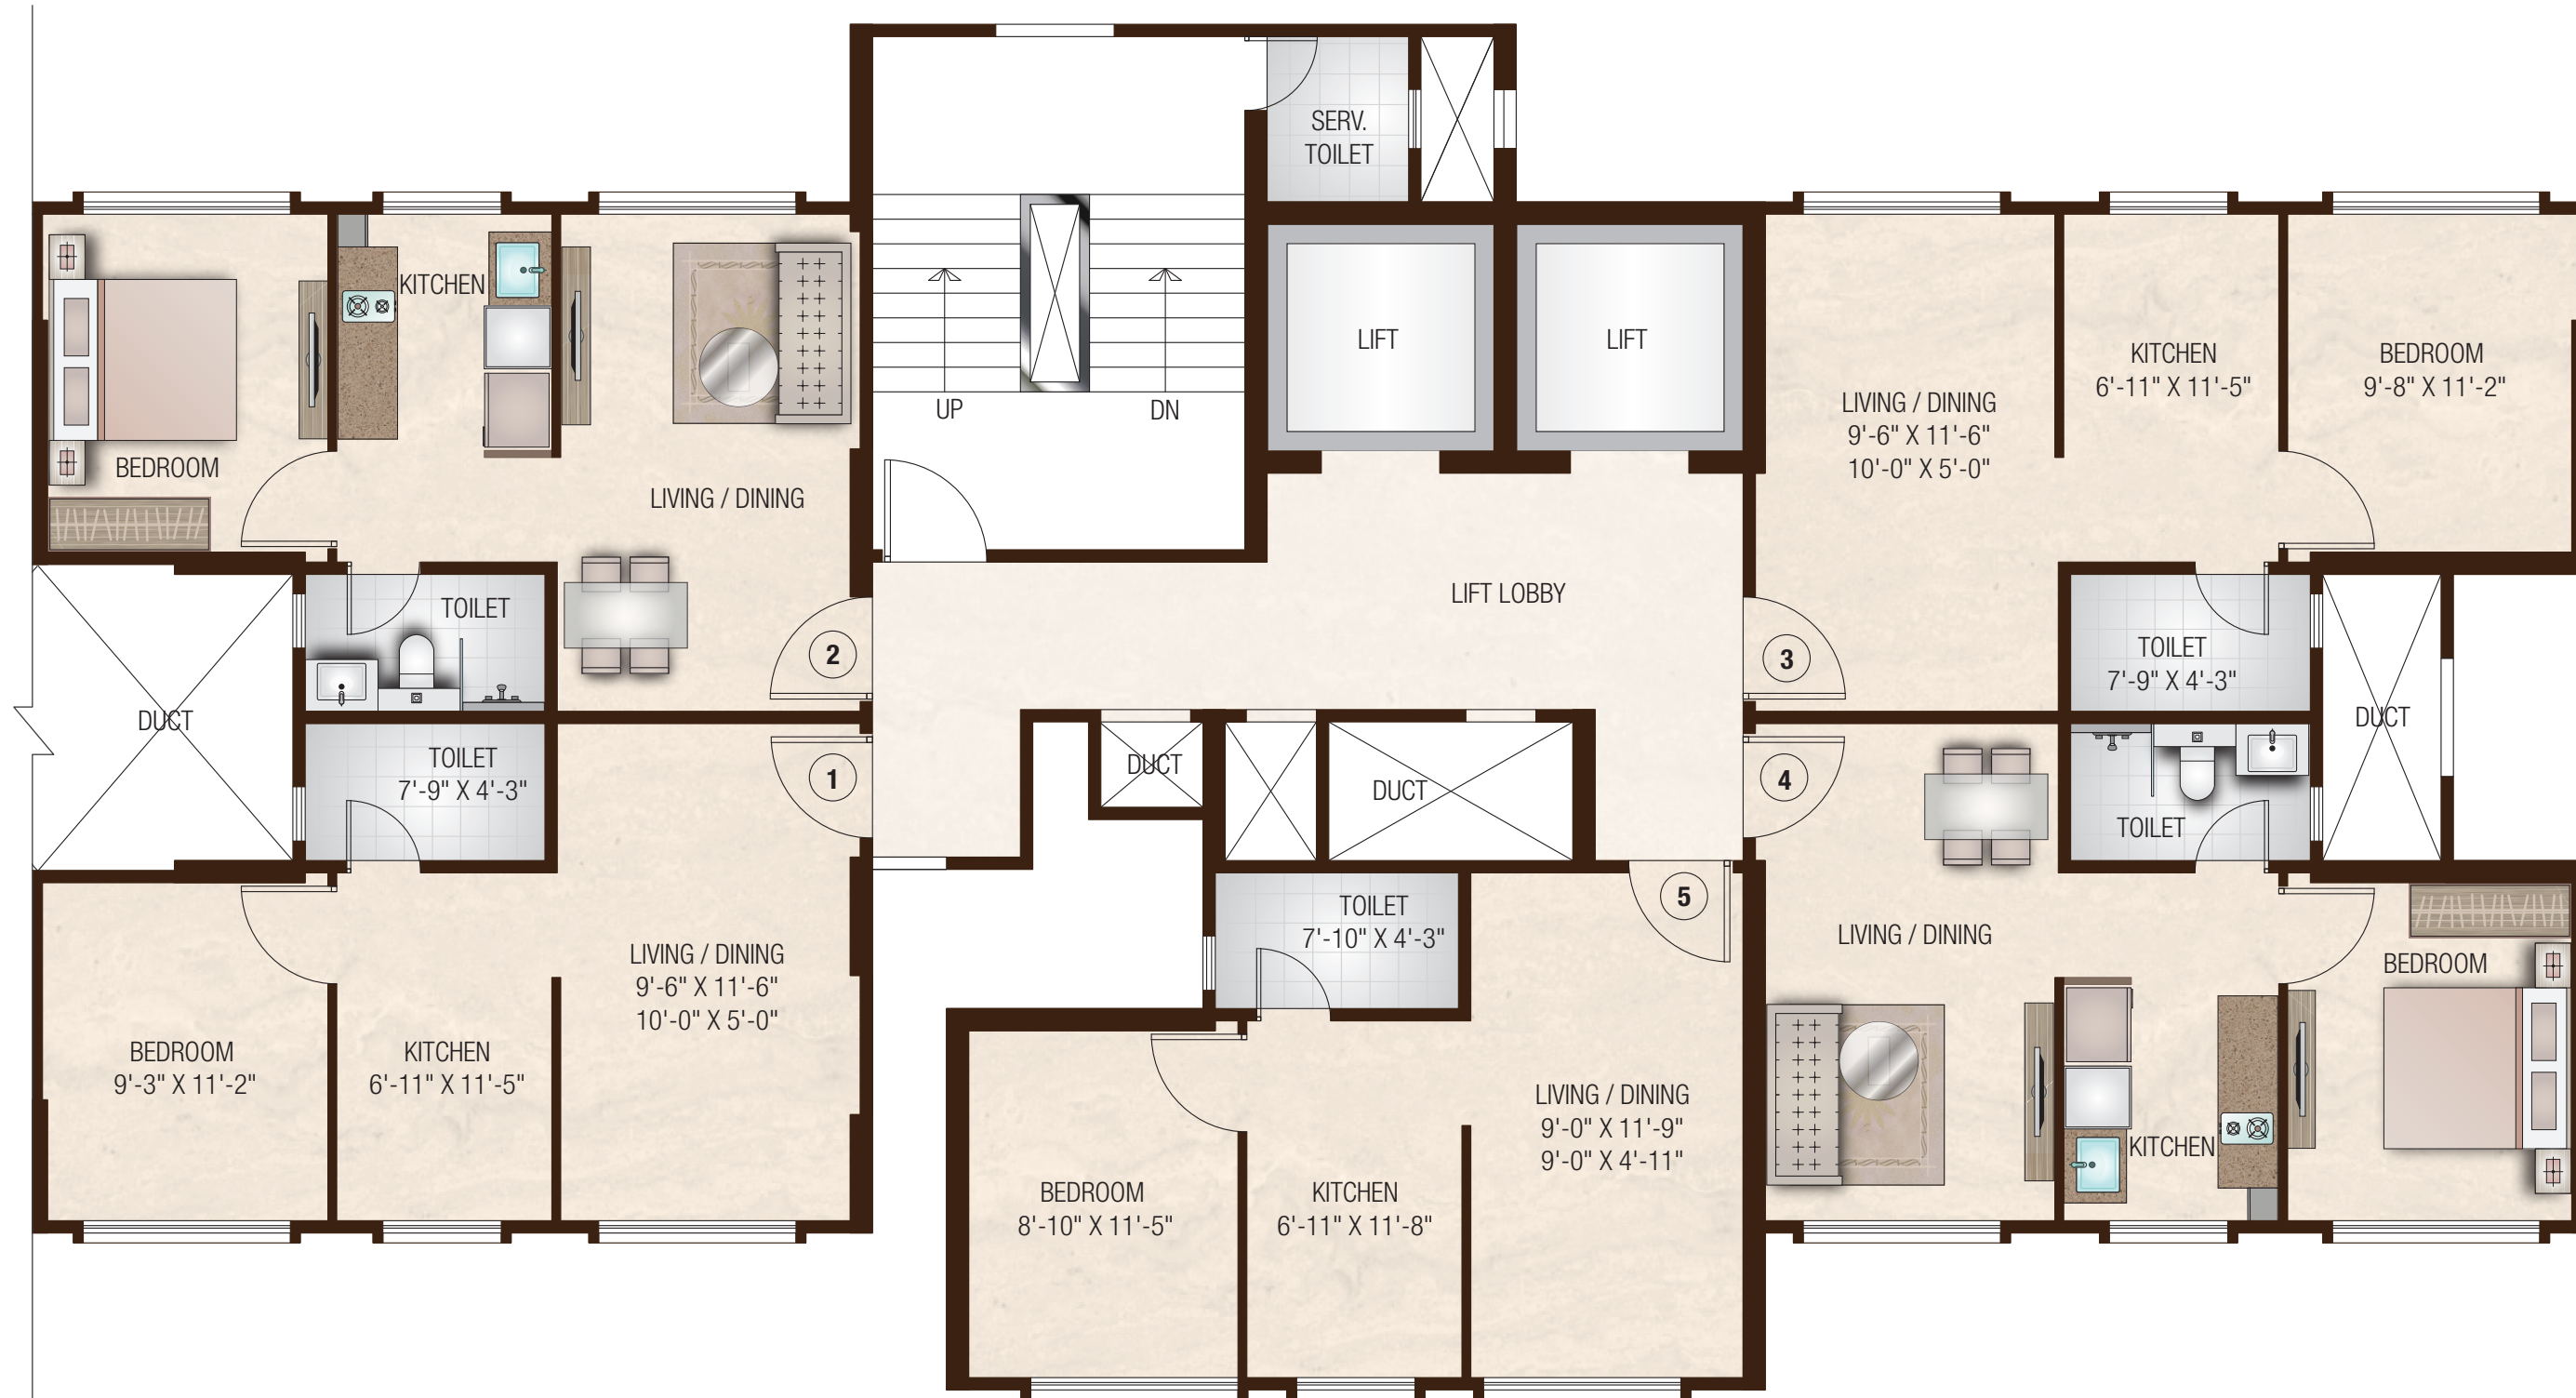 SERV.
TOILET
KITCHEN
BEDROOM
LIVING / DINING
TOILET
2
DUCT
UP
DN
LIFT
LIFT
LIFT LOBBY
LIVING / DINING
9'-6" X 11'-6"
10'-0" X 5'-0"
KITCHEN
6'-11" X 11'-5"
BEDROOM
9'-8" X 11'-2"
3
TOILET
7'-9" X 4'-3"
DUCT
TOILET
7'-9" X 4'-3"
1
BEDROOM
9'-3" X 11'-2"
KITCHEN
6'-11" X 11'-5"
LIVING / DINING
9'-6" X 11'-6"
10'-0" X 5'-0"
DUCT
DUCT
TOILET
7'-10" X 4'-3"
5
BEDROOM
8'-10" X 11'-5"
KITCHEN
6'-11" X 11'-8"
LIVING / DINING
9'-0" X 11'-9"
9'-0" X 4'-11"
4
TOILET
LIVING / DINING
BEDROOM
KITCHEN